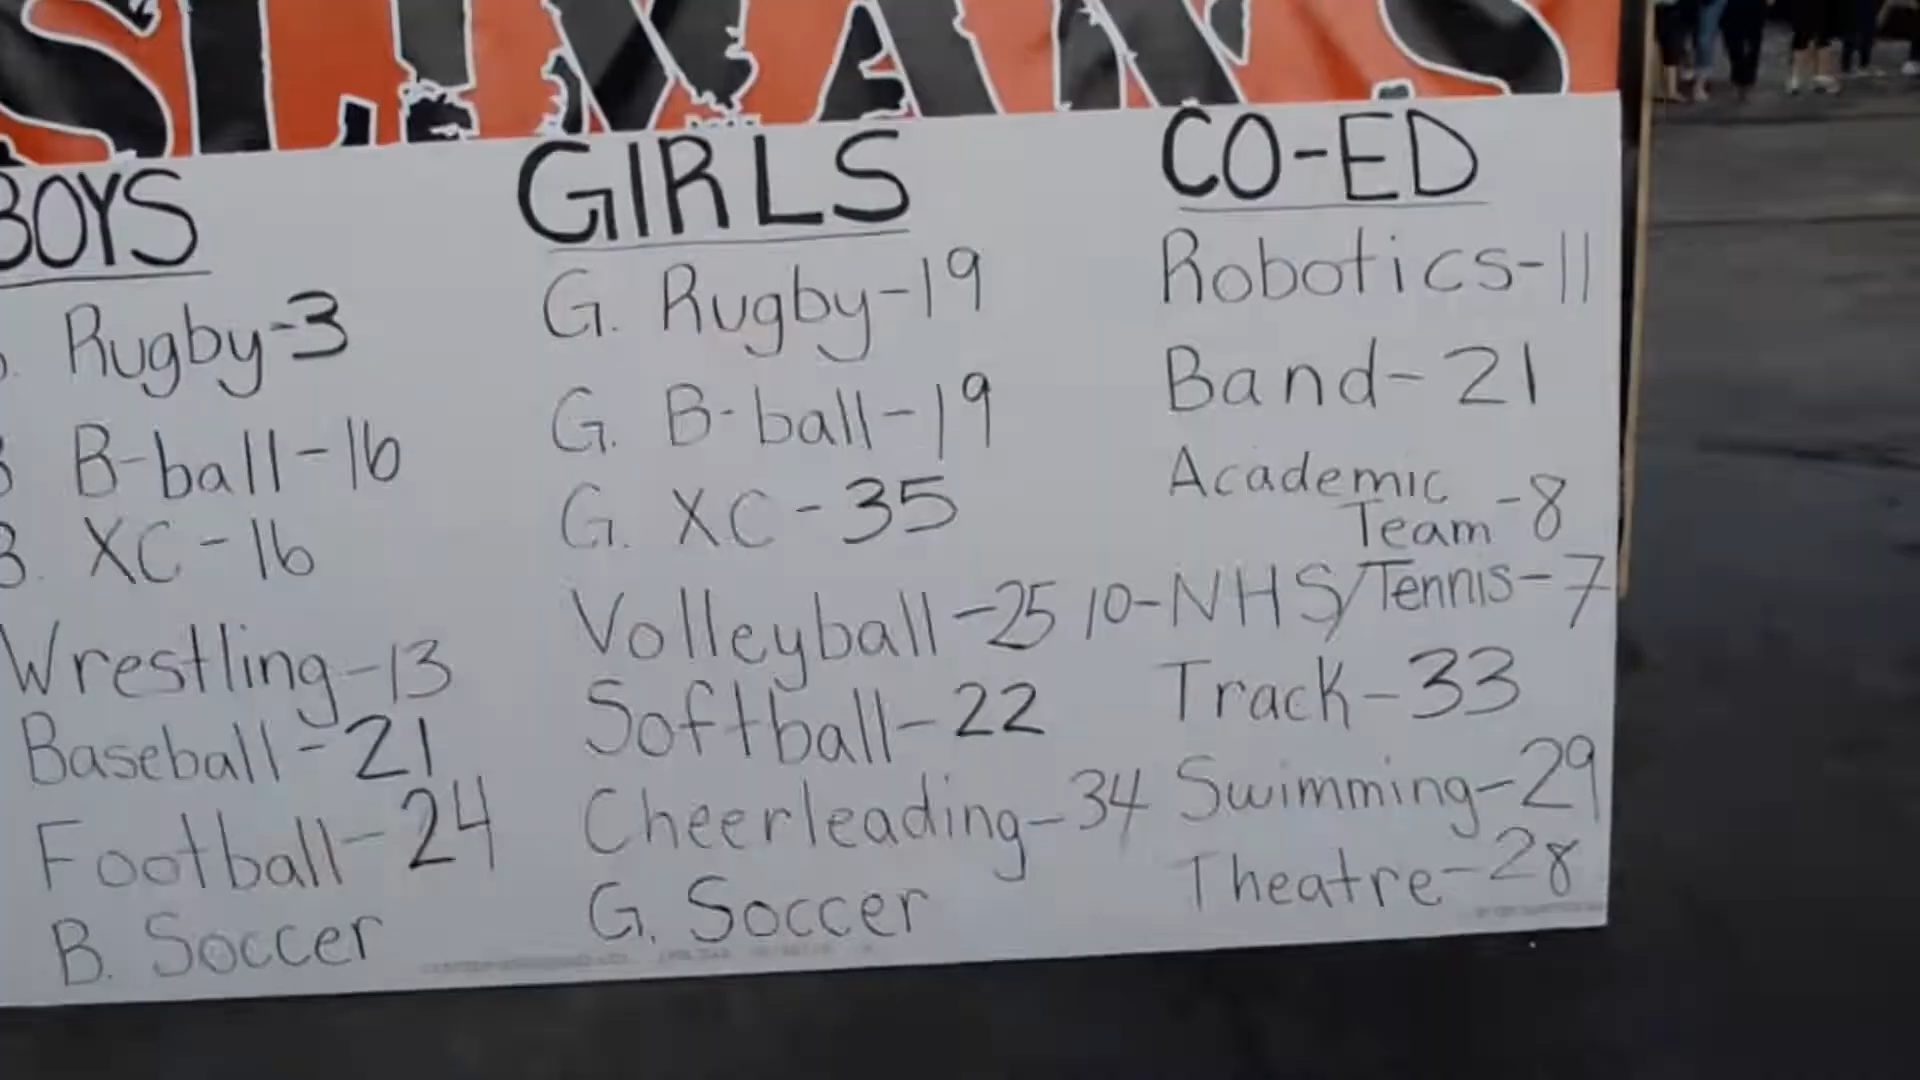 BOYS
B. Rugby-3
B B-ball-16
B. XC-16
Wrestling-13
Baseball-21
Football-24
B. Soccer
GIRLS
G. Rugby-19
G. B-ball-19
G. XC-35
Volleyball-25
Softball-22
Cheerleading-34
G. Soccer
CO-ED
Robotics-11
Band-21
Academic
Team-8
10-NHS/Tennis-7
Track-33
Swimming-29
Theatre-28